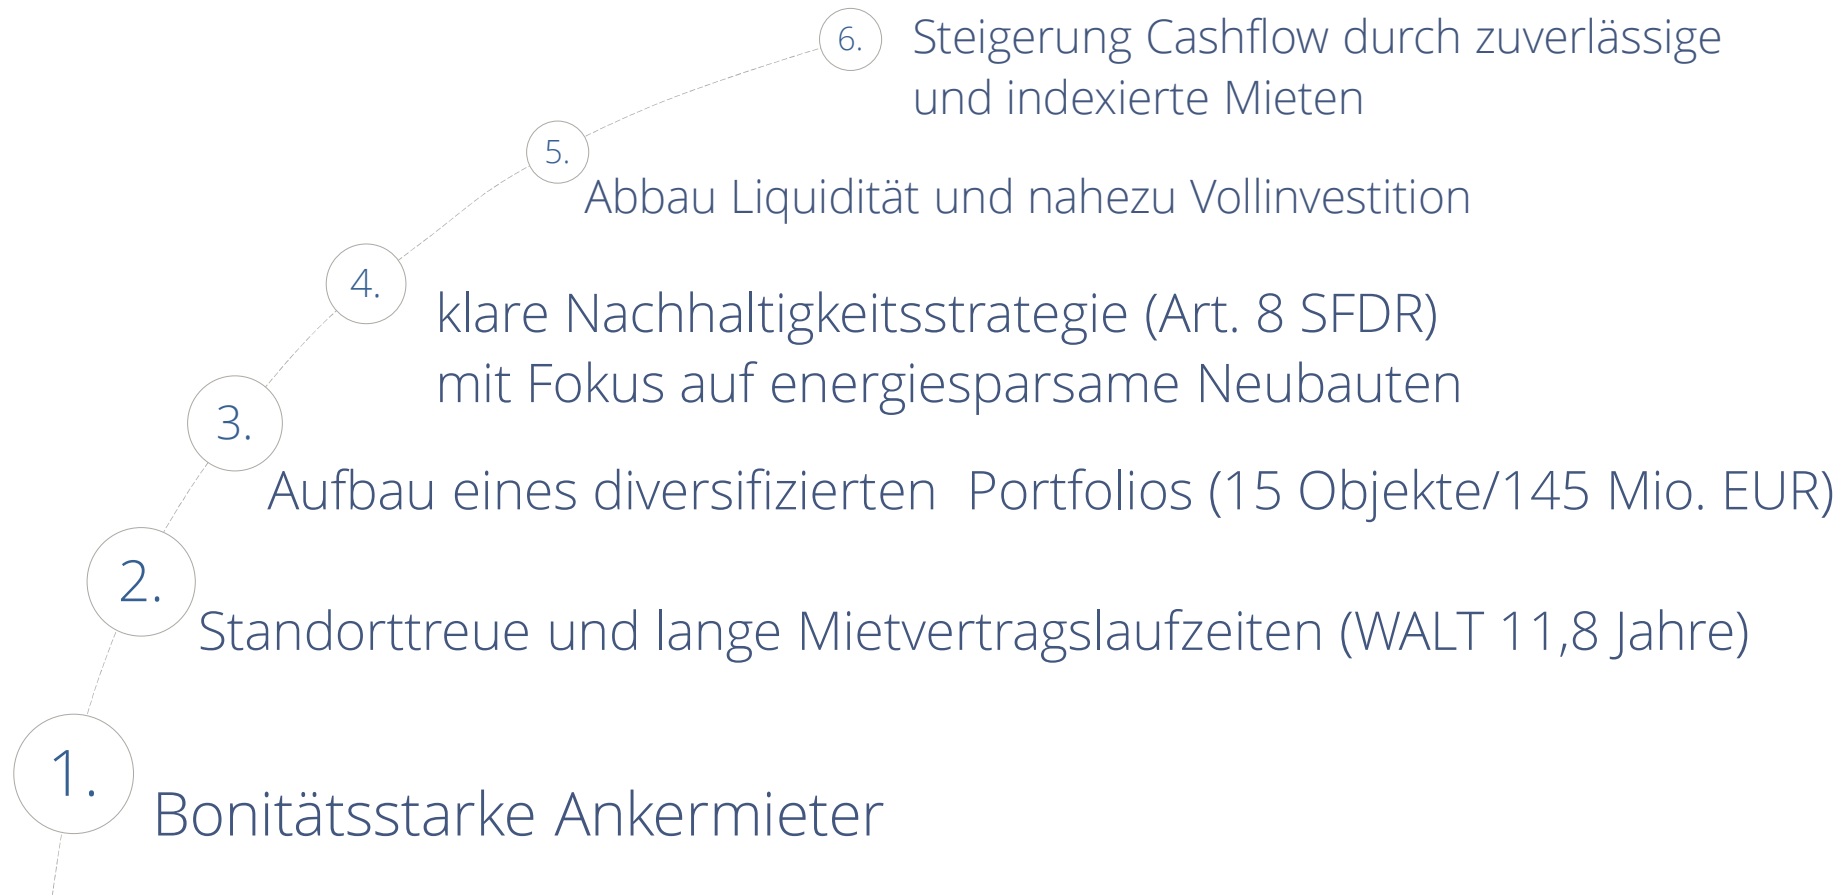 6.
Steigerung Cashflow durch zuverlässige
und indexierte Mieten
5.
Abbau Liquidität und nahezu Vollinvestition
4.
klare Nachhaltigkeitsstrategie (Art. 8 SFDR)
mit Fokus auf energiesparsame Neubauten
3.
Aufbau eines diversifizierten  Portfolios (15 Objekte/145 Mio. EUR)
2.
Standorttreue und lange Mietvertragslaufzeiten (WALT 11,8 Jahre)
1.
Bonitätsstarke Ankermieter